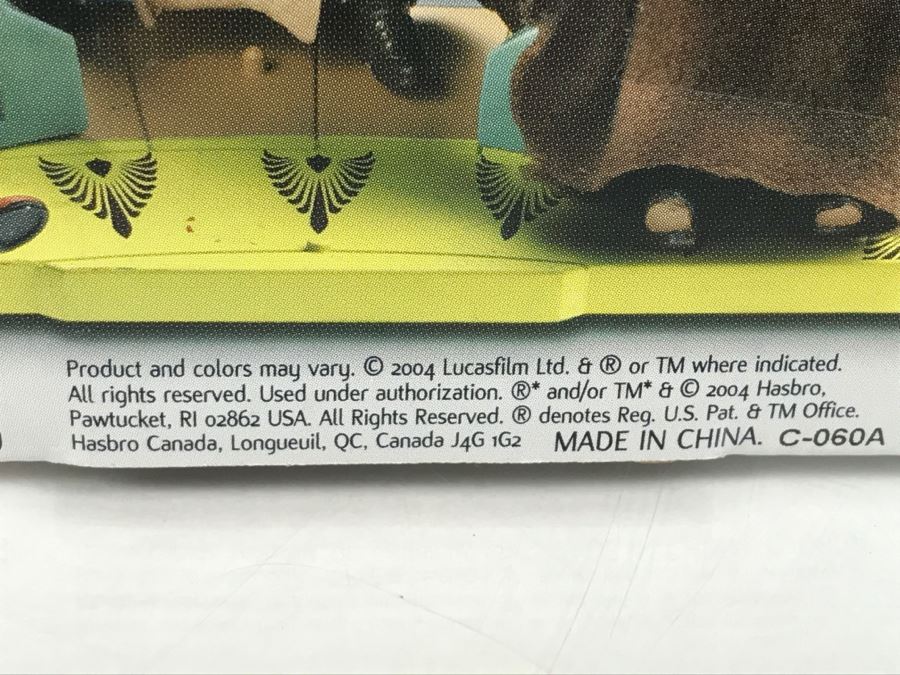 Product and colors may vary. © 2004 Lucasfilm Ltd. & ® or TM where indicated.
All rights reserved. Used under authorization. ®* and/or TM* & © 2004 Hasbro,
Pawtucket, RI 02862 USA. All Rights Reserved. ® denotes Reg. U.S. Pat. & TM Office.
Hasbro Canada, Longueuil, QC, Canada J4G 1G2 MADE IN CHINA. C-060A